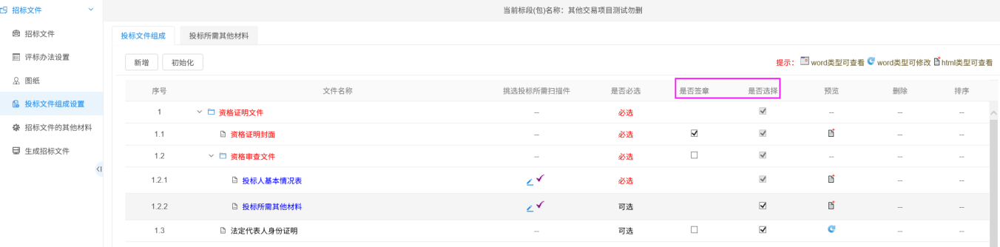 招标文件
当前标段(包)名称：其他交易项目测试勿删
招标文件
评标办法设置
图纸
投标文件组成设置
招标文件的其他材料
生成招标文件
投标文件组成 投标所需其他材料
新增 初始化 提示： word类型可查看 word类型可修改 html类型可查看
序号 文件名称 挑选投标所需扫描件 是否必选 是否签章 是否选择 预览 删除 排序
1 资格证明文件 -- 必选 -- -- --
1.1 资格证明封面 -- 必选 -- --
1.2 资格审查文件 -- 必选 -- -- --
1.2.1 投标人基本情况表 必选 -- --
1.2.2 投标所需其他材料 可选 -- --
1.3 法定代表人身份证明 -- 可选 -- --